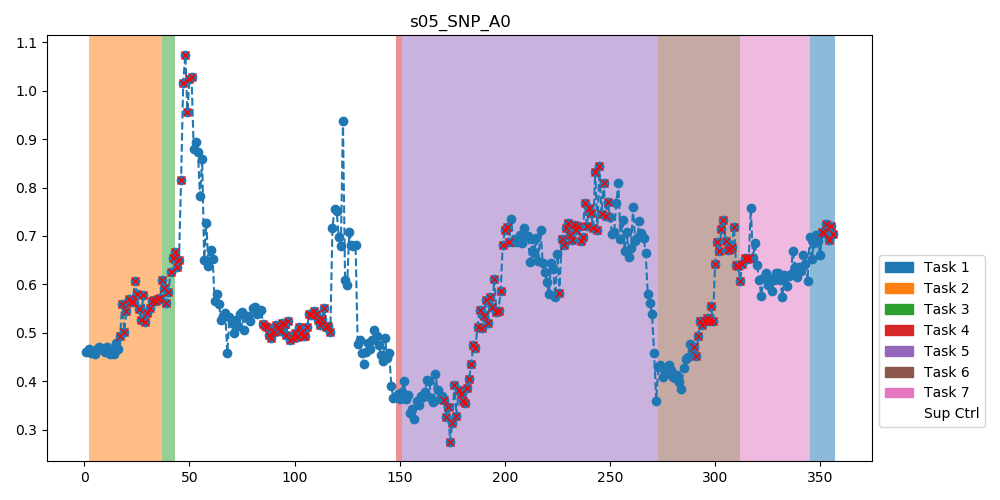 s05_SNP_A0
1.1
1.0
0.9
0.8
0.7
0.6
0.5
0.4
0.3
0
50
100
150
200
250
300
350
Task 1
Task 2
Task 3
Task 4
Task 5
Task 6
Task 7
Sup Ctrl